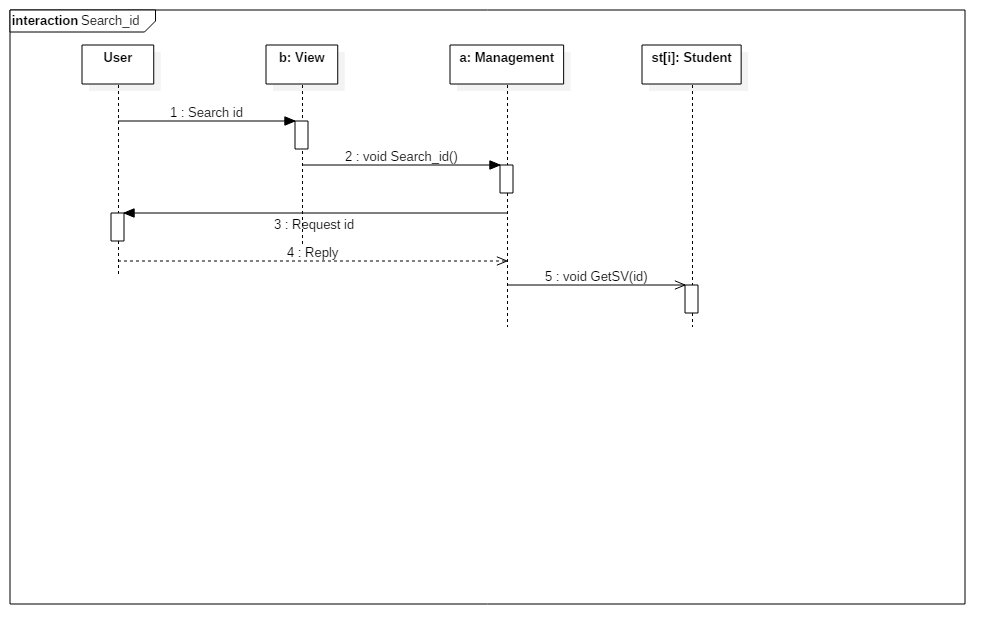 interaction Search_id
User
b: View
a: Management
st[i]: Student
1 : Search id
2 : void Search_id()
3 : Request id
4 : Reply
5 : void GetSV(id)